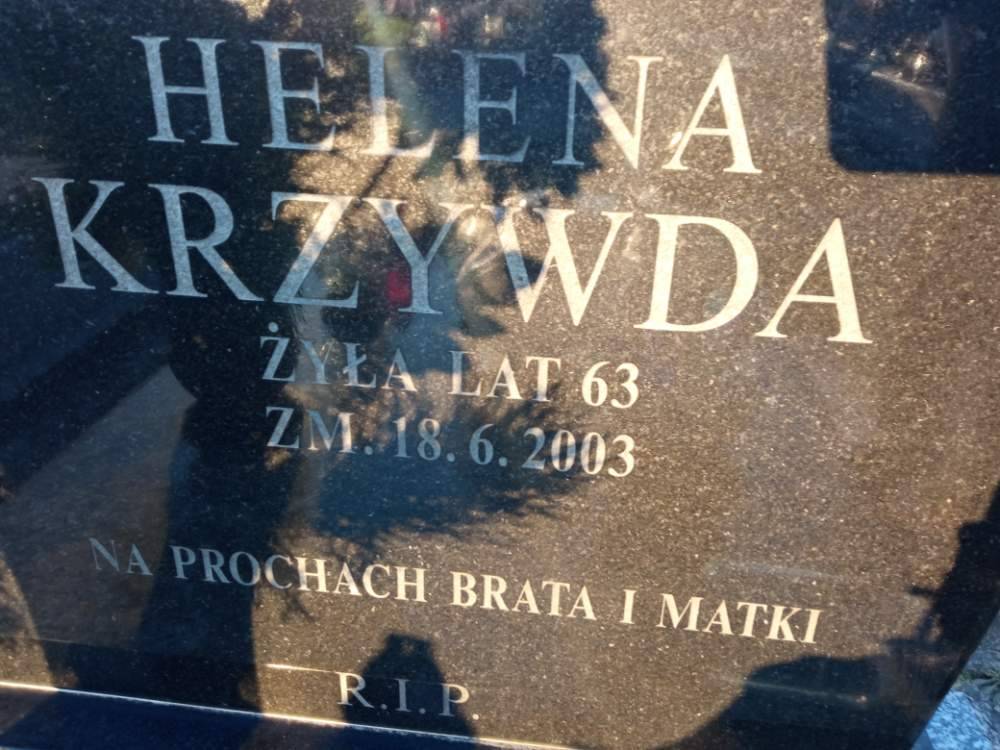 HELENA
KRZYWDA
ŻYŁA LAT 63
ZM. 18. 6. 2003
NA PROCHACH BRATA I MATKI
R.I.P.